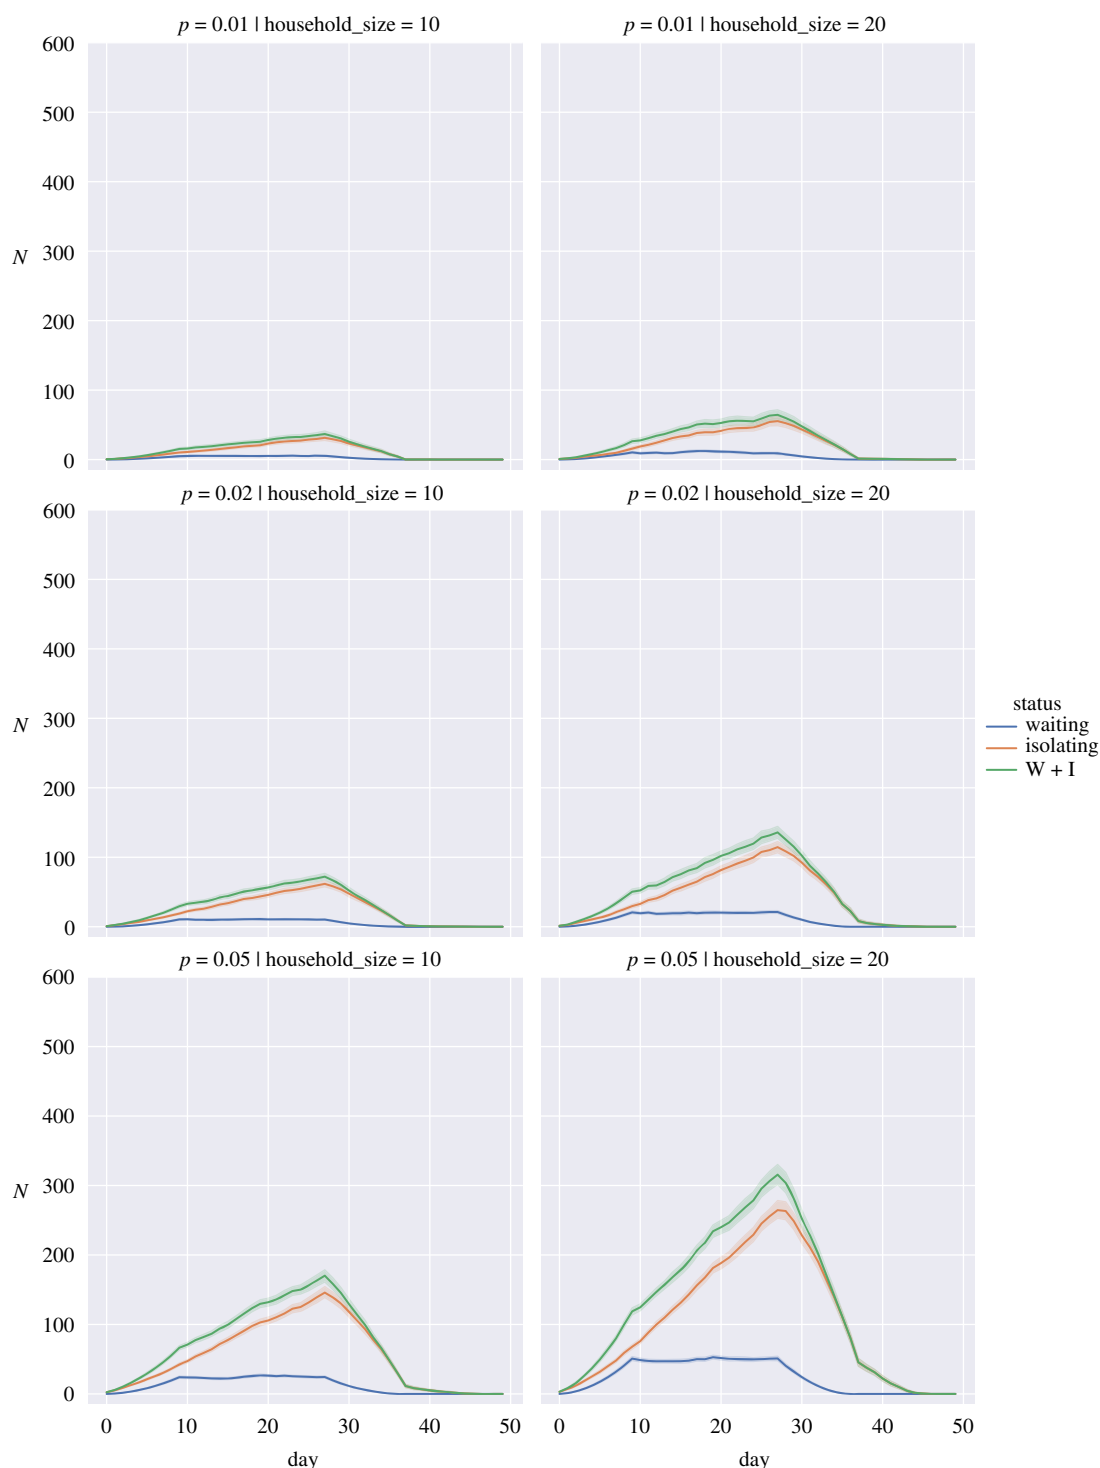 p = 0.01 | household_size = 10
p = 0.01 | household_size = 20
600
500
400
300
200
100
0
N
p = 0.02 | household_size = 10
p = 0.02 | household_size = 20
600
500
400
300
200
100
0
N
status
waiting
isolating
W + I
p = 0.05 | household_size = 10
p = 0.05 | household_size = 20
600
500
400
300
200
100
0
N
0 10 20 30 40 50
0 10 20 30 40 50
day
day